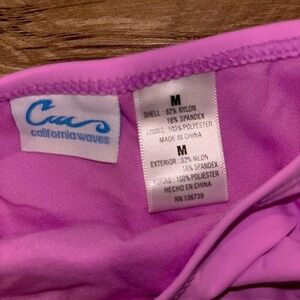 california waves
M
SHELL : 82% NYLON
18% SPANDEX
LINING : 100% POLYESTER
MADE IN CHINA
M
EXTERIOR : 82% NILON
18% SPANDEX
FORRO : 100% POLIESTER
HECHO EN CHINA
RN 136739